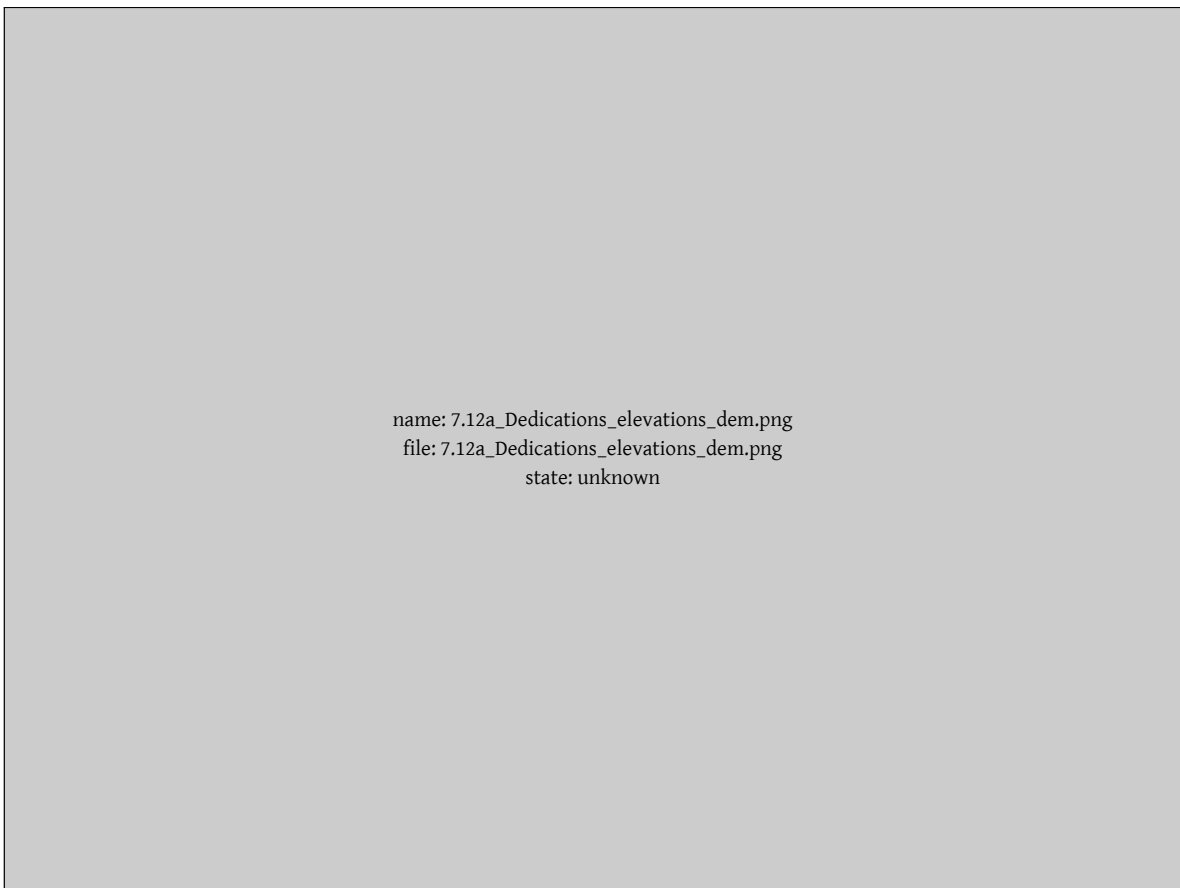 name: 7.12a_Dedications_elevations_dem.png
file: 7.12a_Dedications_elevations_dem.png
state: unknown